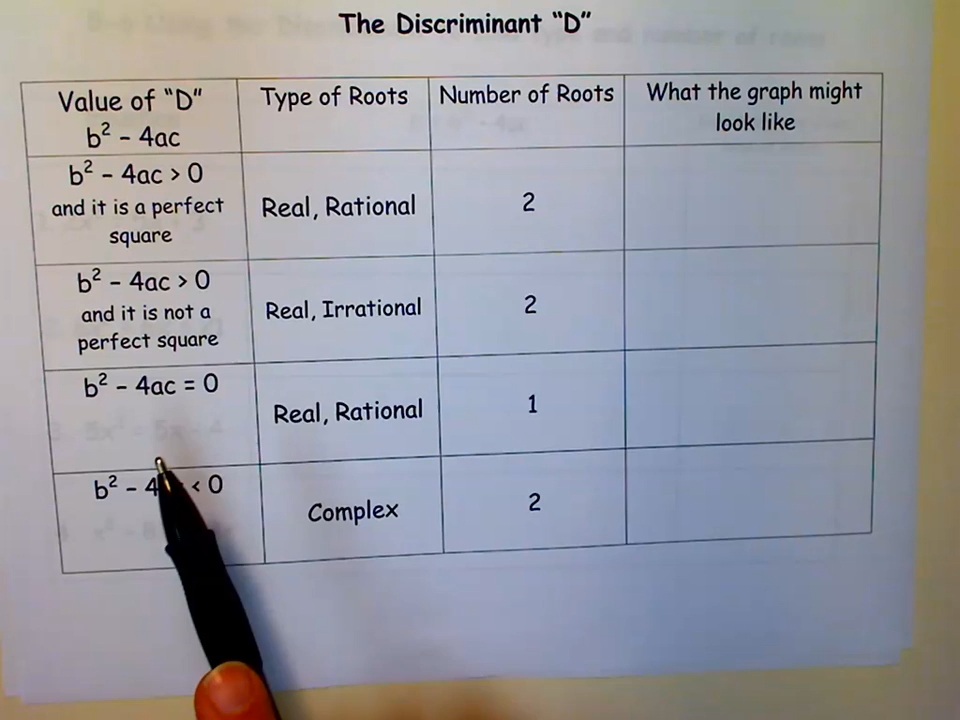 The Discriminant “D”
Value of “D”
b² – 4ac
Type of Roots
Number of Roots
What the graph might
look like
b² – 4ac > 0
and it is a perfect
square
Real, Rational
2
b² – 4ac > 0
and it is not a
perfect square
Real, Irrational
2
b² – 4ac = 0
Real, Rational
1
b² – 4 < 0
Complex
2